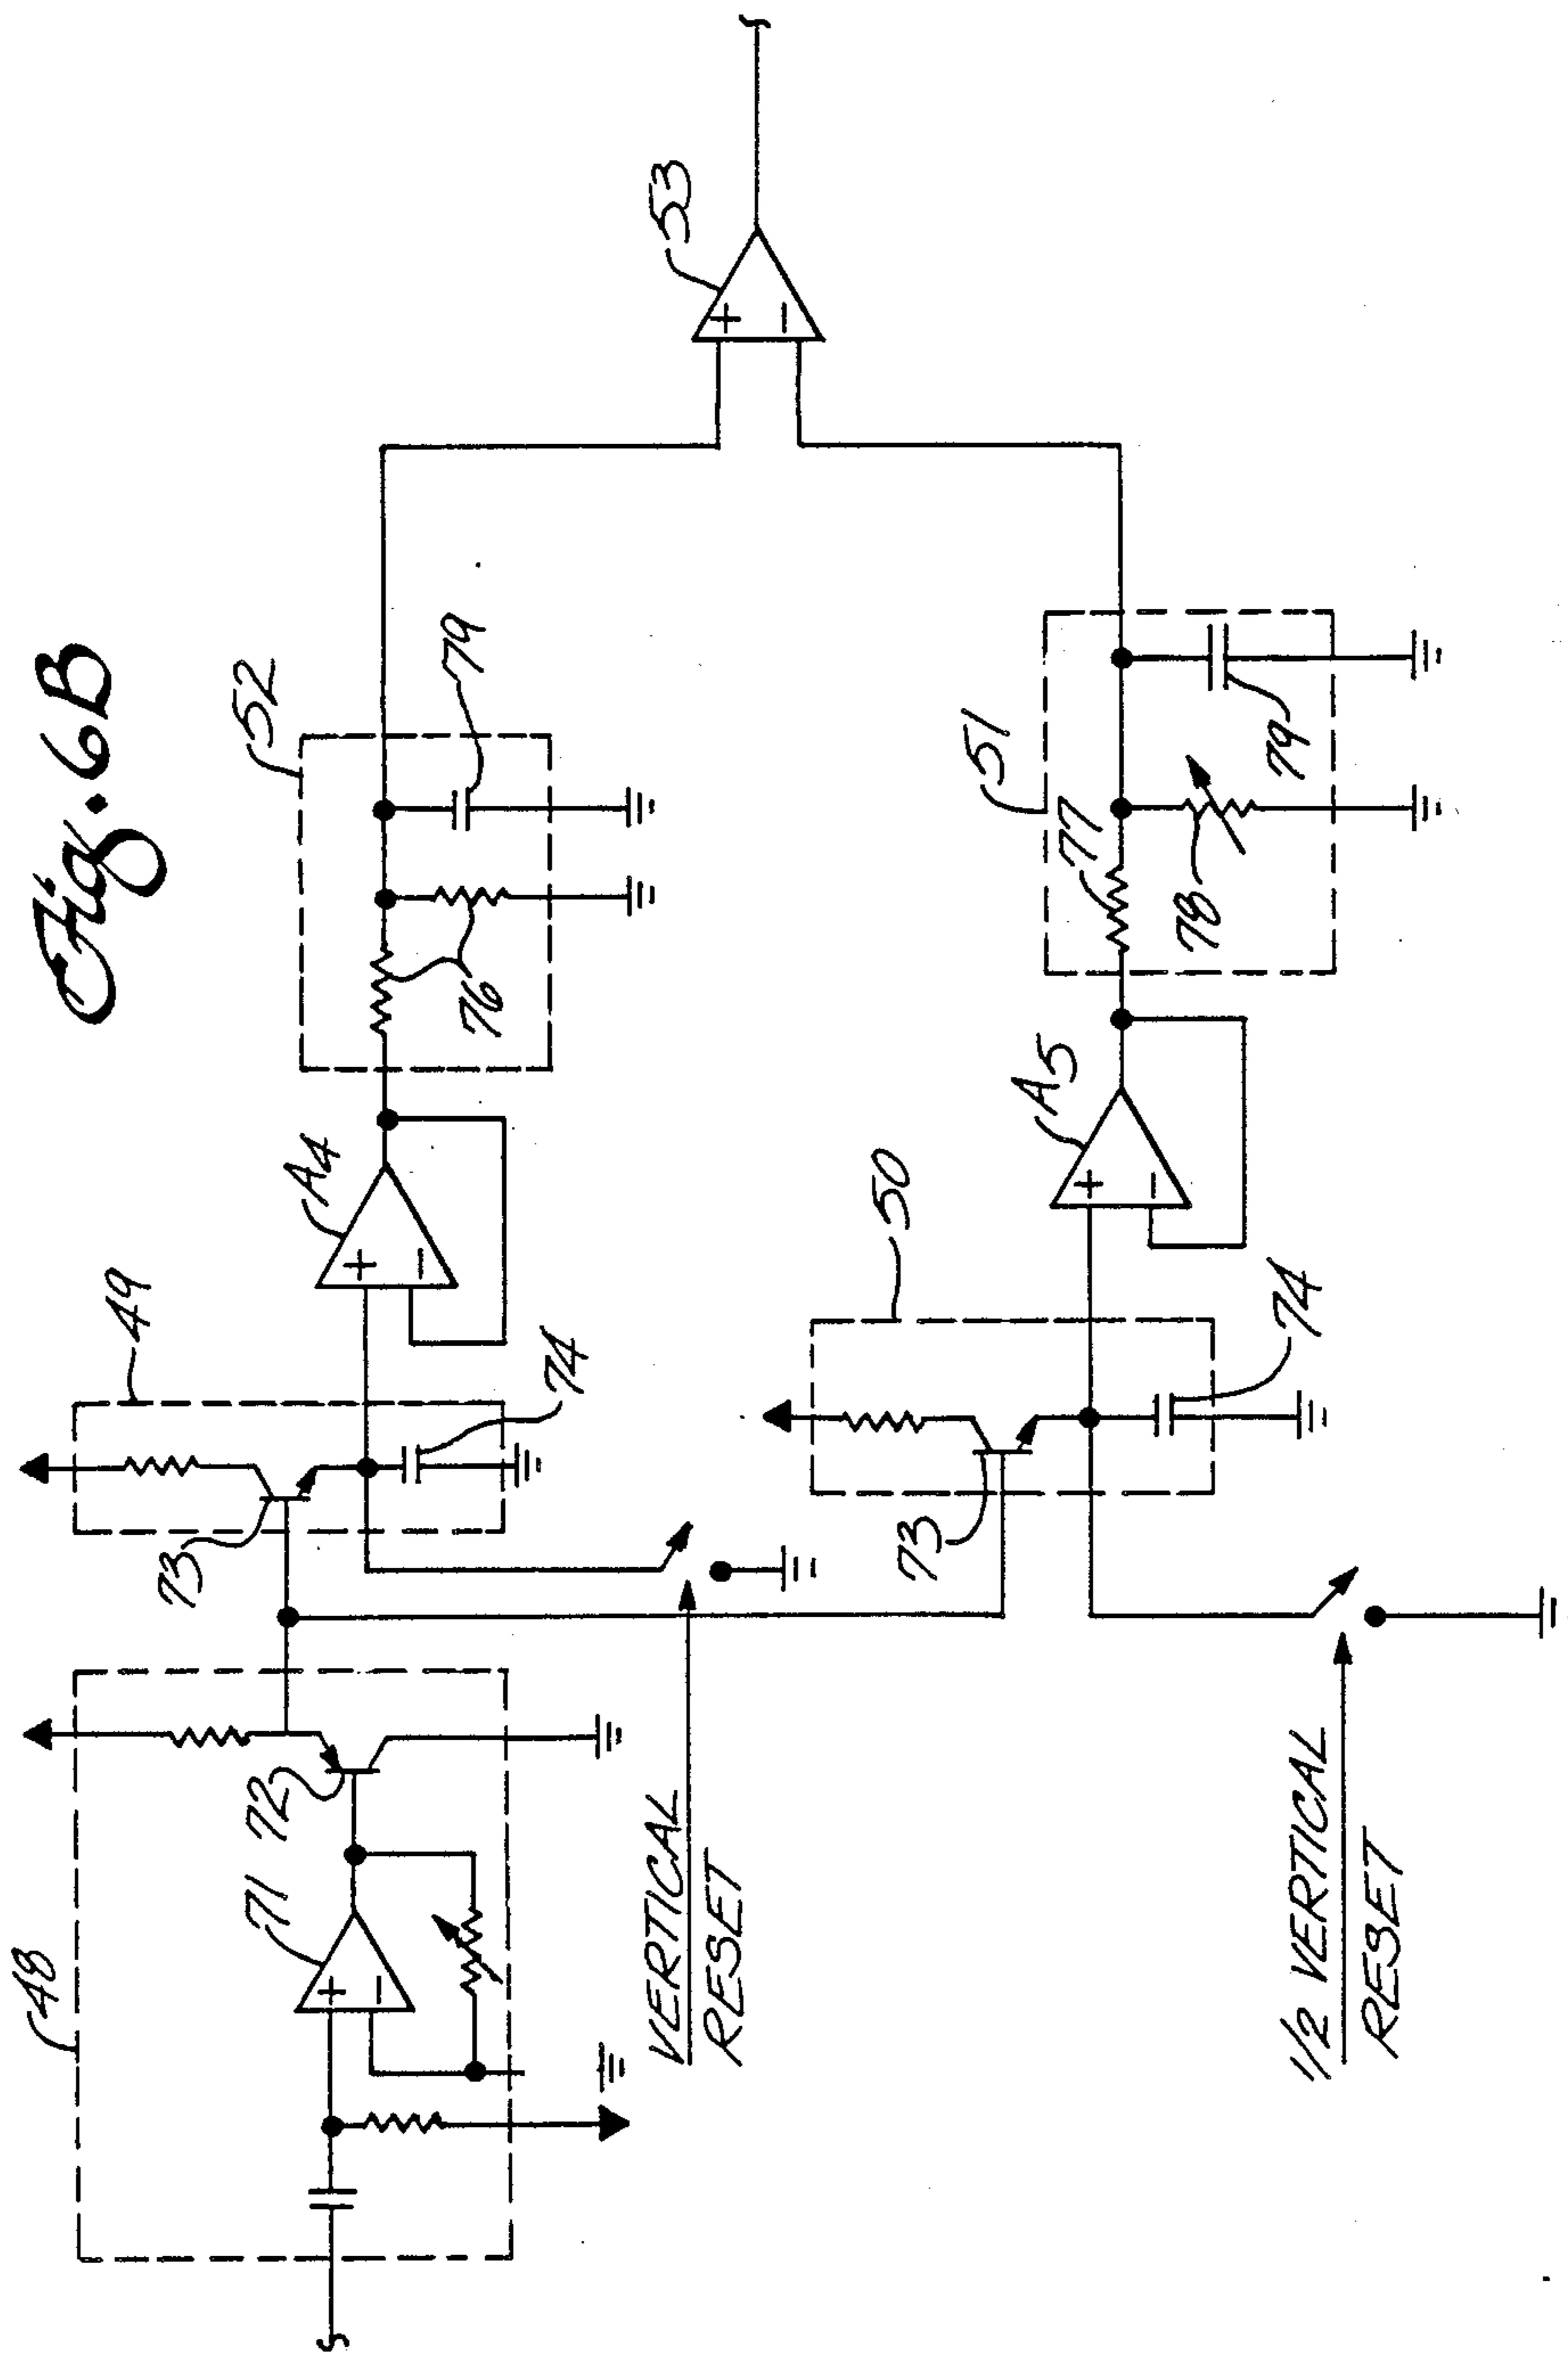 Fig. 6B
48
71
72
73
49
74
A4
52
76
79
53
VERTICAL
RESET
73
50
74
A5
51
77
78
79
1/2 VERTICAL
RESET